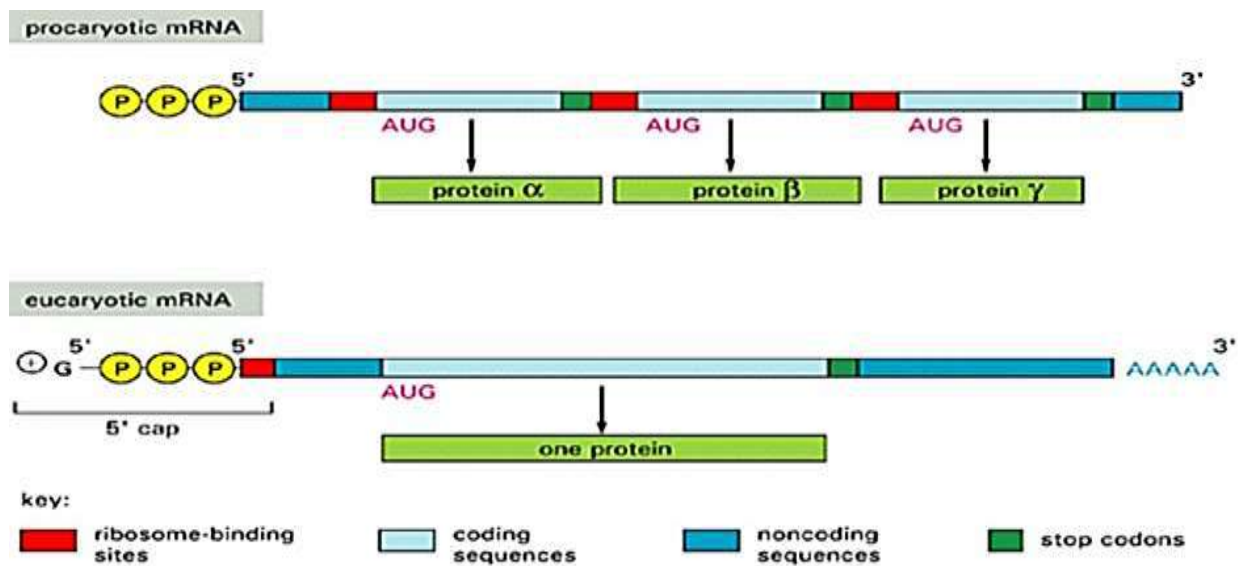 procaryotic mRNA
5' 3'
P P P
AUG AUG AUG
protein α protein β protein γ
eucaryotic mRNA
5' 5' 3'
+ G P P P AAAAA
AUG
5' cap
one protein
key:
ribosome-binding sites
coding sequences
noncoding sequences
stop codons